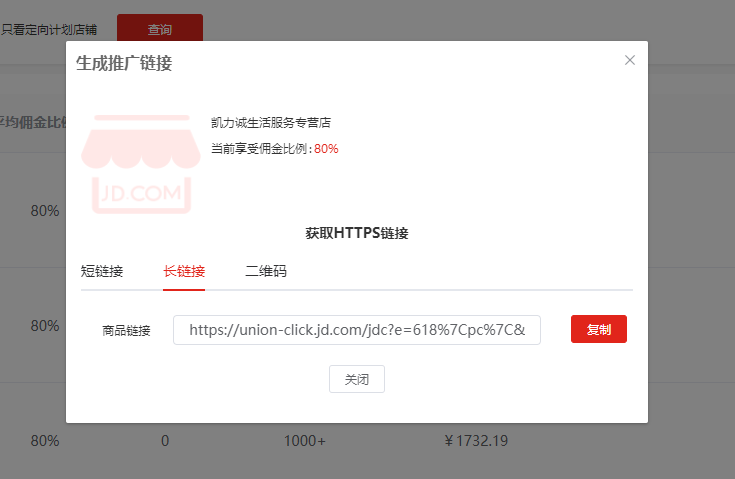 只看定向计划店铺
查询
生成推广链接
平均佣金比
凯力诚生活服务专营店
当前享受佣金比例:80%
JD.COM
80%
获取HTTPS链接
短链接
长链接
二维码
80%
商品链接
https://union-click.jd.com/jdc?e=618%7Cpc%7C&
复制
关闭
80%
0
1000+
¥1732.19